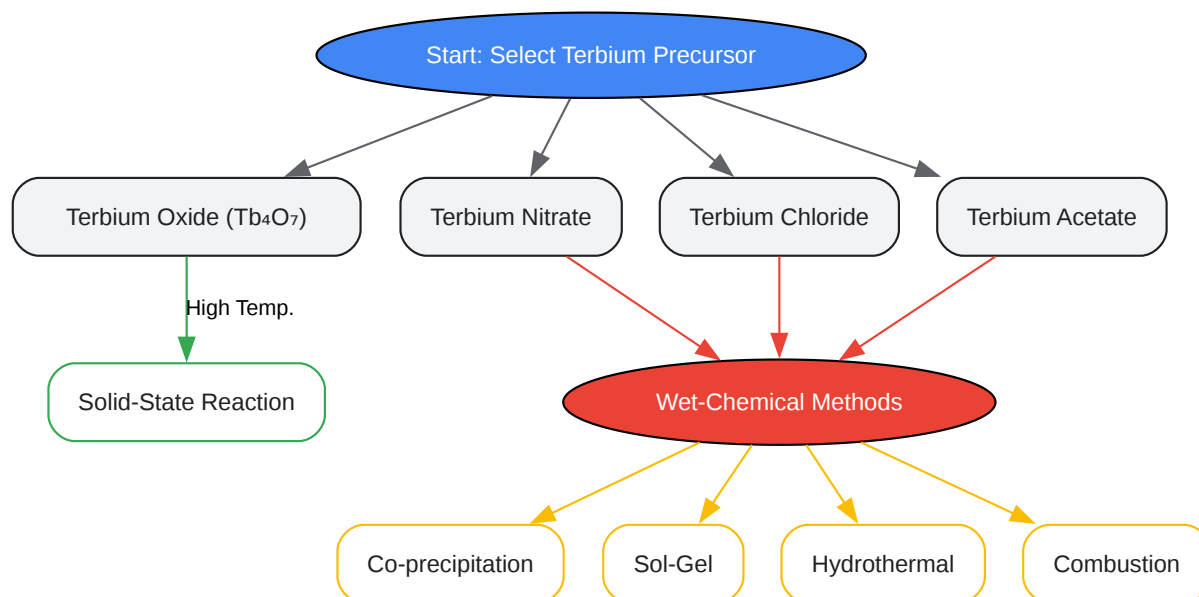 Start: Select Terbium Precursor
Terbium Oxide (Tb₄O₇)
Terbium Nitrate
Terbium Chloride
Terbium Acetate
High Temp.
Solid-State Reaction
Wet-Chemical Methods
Co-precipitation
Sol-Gel
Hydrothermal
Combustion